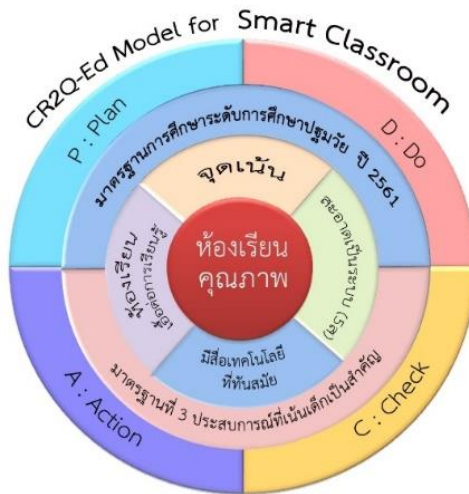 CR2Q-Ed Model for Smart Classroom
P : Plan
D : Do
มาตรฐานการศึกษาระดับการศึกษาปฐมวัย ปี 2561
จุดเน้น
ห้องเรียน
เอื้อต่อการเรียนรู้
ห้องเรียน
คุณภาพ
สะอาดเป็นระบบ (5ส)
มีสื่อเทคโนโลยี
ที่ทันสมัย
มาตรฐานที่ 3 ประสบการณ์ที่เน้นเด็กเป็นสำคัญ
A : Action
C : Check